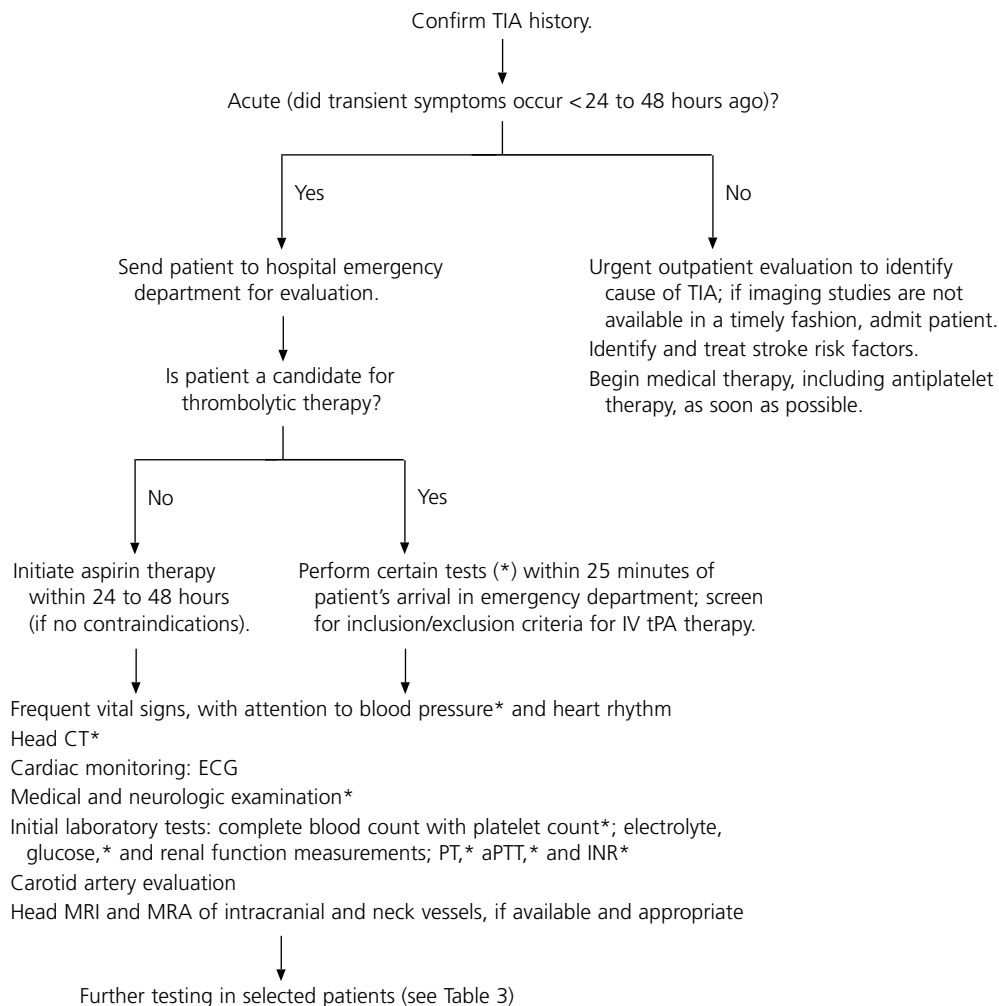 Confirm TIA history.
Acute (did transient symptoms occur <24 to 48 hours ago)?
Yes
No
Send patient to hospital emergency
department for evaluation.
Urgent outpatient evaluation to identify
cause of TIA; if imaging studies are not
available in a timely fashion, admit patient.
Identify and treat stroke risk factors.
Begin medical therapy, including antiplatelet
therapy, as soon as possible.
Is patient a candidate for
thrombolytic therapy?
No
Yes
Initiate aspirin therapy
within 24 to 48 hours
(if no contraindications).
Perform certain tests (*) within 25 minutes of
patient’s arrival in emergency department; screen
for inclusion/exclusion criteria for IV tPA therapy.
Frequent vital signs, with attention to blood pressure* and heart rhythm
Head CT*
Cardiac monitoring: ECG
Medical and neurologic examination*
Initial laboratory tests: complete blood count with platelet count*; electrolyte,
glucose,* and renal function measurements; PT,* aPTT,* and INR*
Carotid artery evaluation
Head MRI and MRA of intracranial and neck vessels, if available and appropriate
Further testing in selected patients (see Table 3)